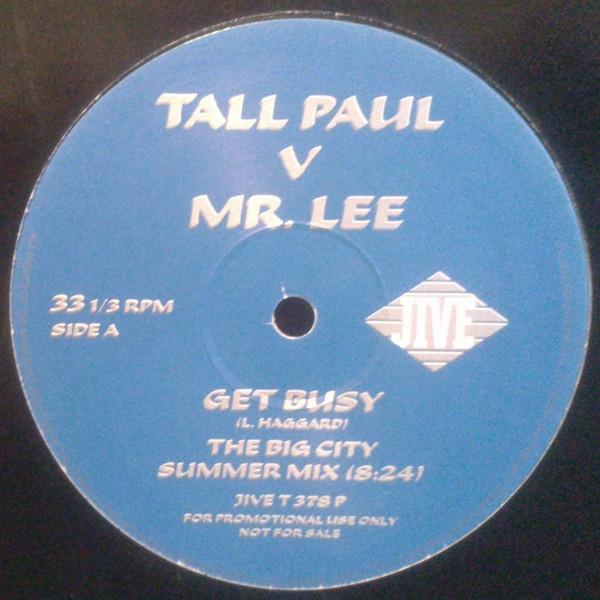 TALL PAUL
V
MR. LEE
33 1/3 RPM
SIDE A
JIVE
GET BUSY
(L. HAGGARD)
THE BIG CITY
SUMMER MIX (8:24)
JIVE T 378 P
FOR PROMOTIONAL USE ONLY
NOT FOR SALE